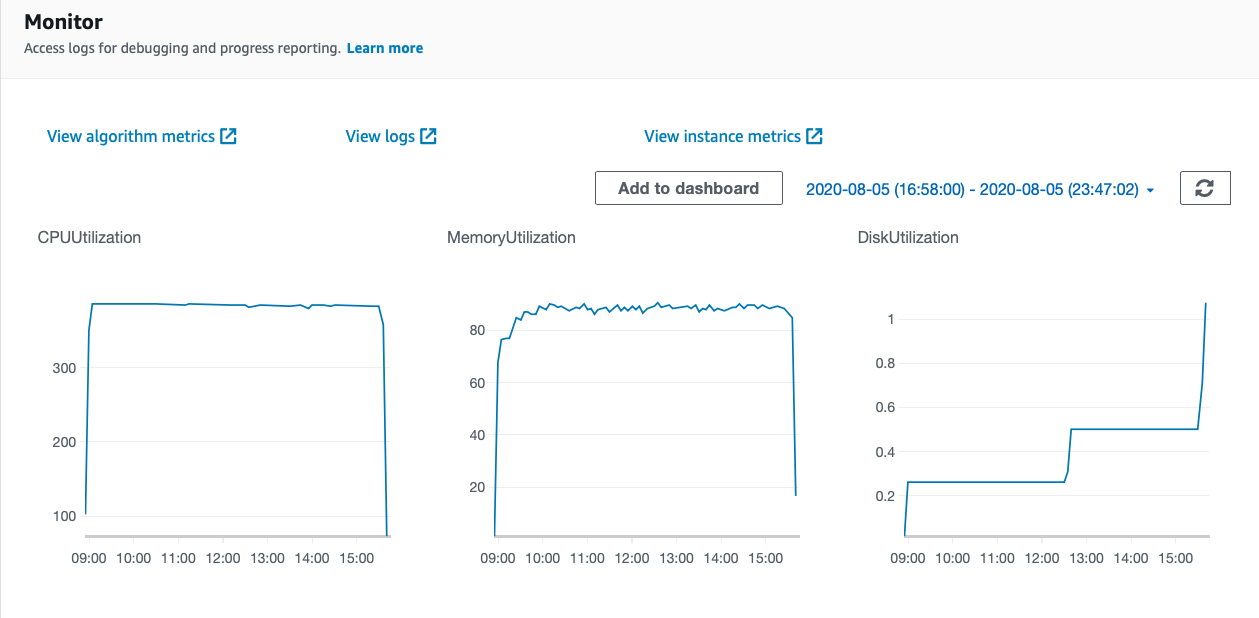 Monitor
Access logs for debugging and progress reporting. Learn more
View algorithm metrics
View logs
View instance metrics
Add to dashboard
2020-08-05 (16:58:00) - 2020-08-05 (23:47:02)
CPUUtilization
300
200
100
09:00 10:00 11:00 12:00 13:00 14:00 15:00
MemoryUtilization
80
60
40
20
09:00 10:00 11:00 12:00 13:00 14:00 15:00
DiskUtilization
1
0.8
0.6
0.4
0.2
09:00 10:00 11:00 12:00 13:00 14:00 15:00